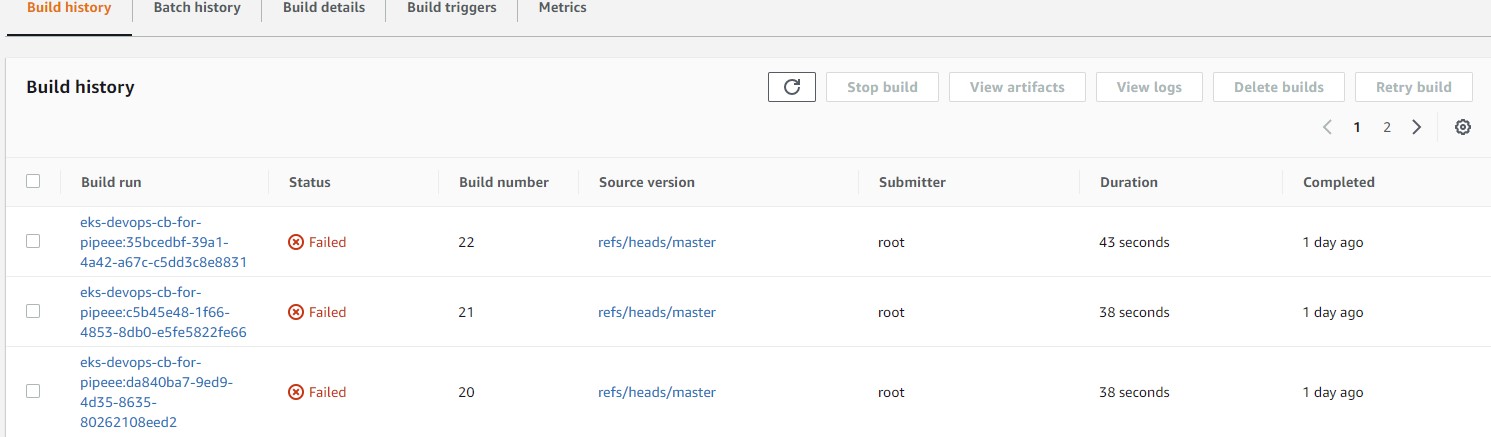 Build history Batch history Build details Build triggers Metrics
Build history Stop build View artifacts View logs Delete builds Retry build
1 2
Build run Status Build number Source version Submitter Duration Completed
eks-devops-cb-for-
pipeee:35bcedbf-39a1-
4a42-a67c-c5dd3c8e8831
Failed 22 refs/heads/master root 43 seconds 1 day ago
eks-devops-cb-for-
pipeee:c5b45e48-1f66-
4853-8db0-e5fe5822fe66
Failed 21 refs/heads/master root 38 seconds 1 day ago
eks-devops-cb-for-
pipeee:da840ba7-9ed9-
4d35-8635-
80262108eed2
Failed 20 refs/heads/master root 38 seconds 1 day ago